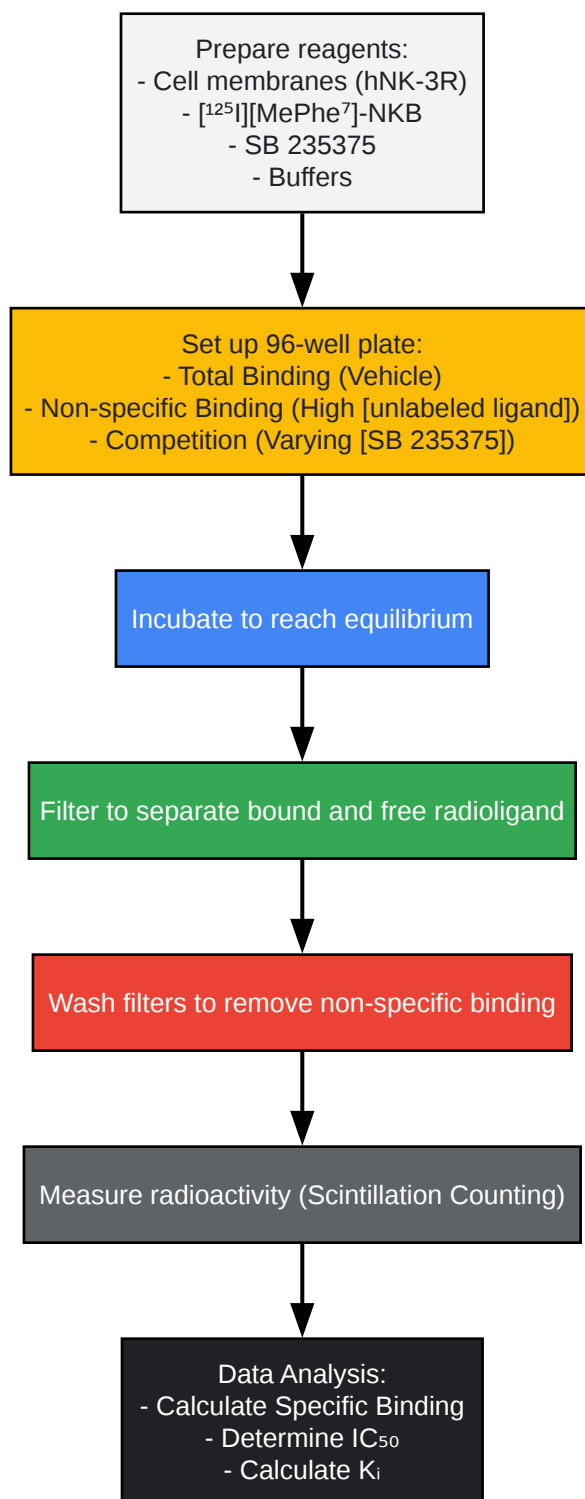 Prepare reagents:
- Cell membranes (hNK-3R)
- [¹²⁵I][MePhe⁷]-NKB
- SB 235375
- Buffers
Set up 96-well plate:
- Total Binding (Vehicle)
- Non-specific Binding (High [unlabeled ligand])
- Competition (Varying [SB 235375])
Incubate to reach equilibrium
Filter to separate bound and free radioligand
Wash filters to remove non-specific binding
Measure radioactivity (Scintillation Counting)
Data Analysis:
- Calculate Specific Binding
- Determine IC₅₀
- Calculate Kᵢ